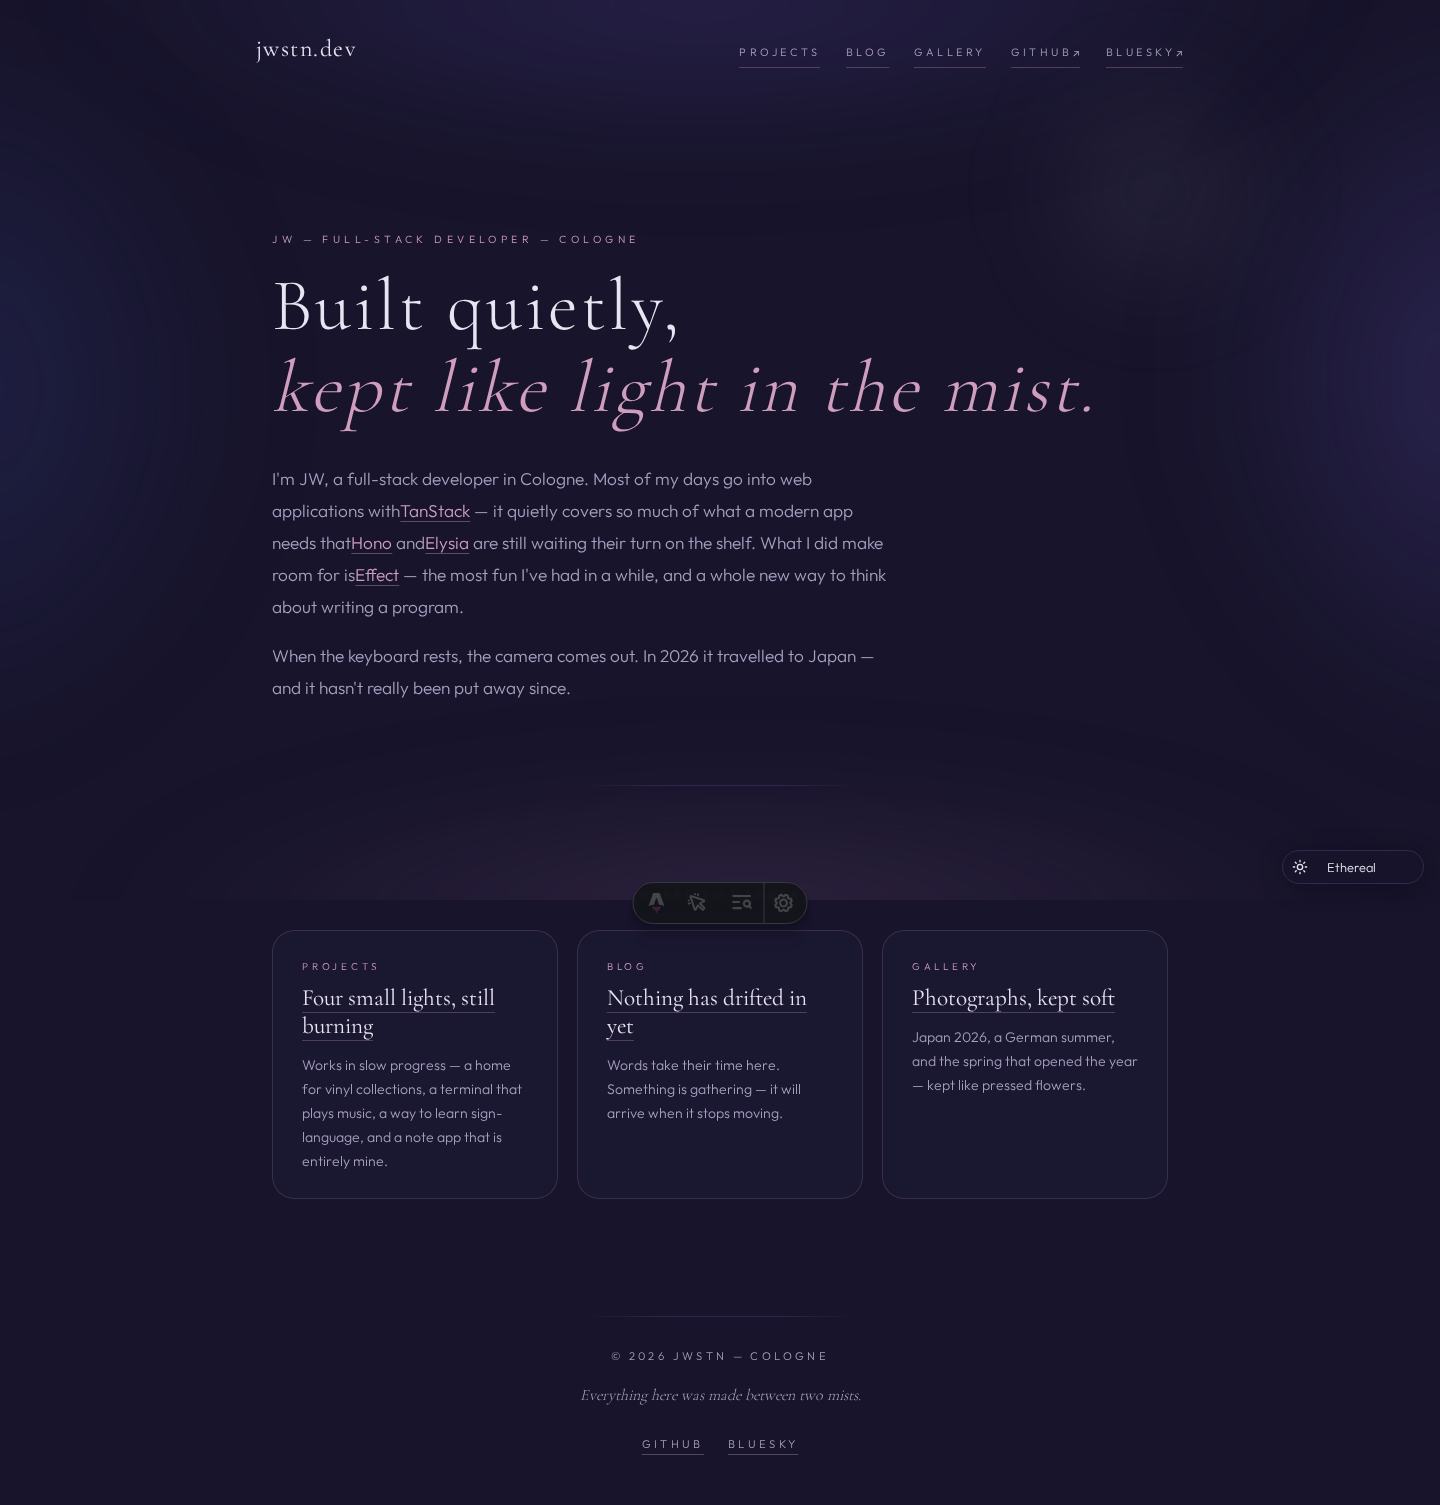 jwstn.dev
PROJECTS BLOG GALLERY GITHUB↗ BLUESKY↗
JW — FULL-STACK DEVELOPER — COLOGNE
Built quietly,
kept like light in the mist.
I'm JW, a full-stack developer in Cologne. Most of my days go into web
applications withTanStack — it quietly covers so much of what a modern app
needs thatHono andElysia are still waiting their turn on the shelf. What I did make
room for isEffect — the most fun I've had in a while, and a whole new way to think
about writing a program.
When the keyboard rests, the camera comes out. In 2026 it travelled to Japan —
and it hasn't really been put away since.
Ethereal
PROJECTS
Four small lights, still
burning
Works in slow progress — a home
for vinyl collections, a terminal that
plays music, a way to learn sign-
language, and a note app that is
entirely mine.
BLOG
Nothing has drifted in
yet
Words take their time here.
Something is gathering — it will
arrive when it stops moving.
GALLERY
Photographs, kept soft
Japan 2026, a German summer,
and the spring that opened the year
— kept like pressed flowers.
© 2026 JWSTN — COLOGNE
Everything here was made between two mists.
GITHUB BLUESKY